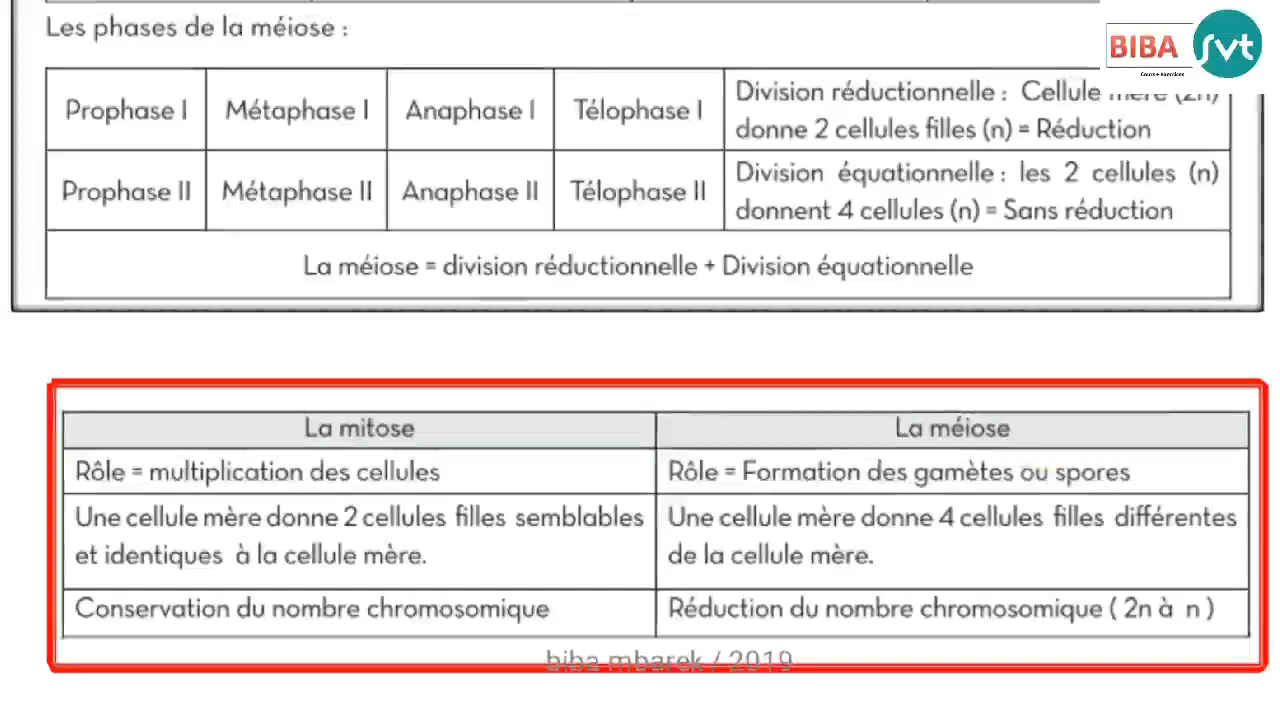 Les phases de la méiose :
BIBA
svt
Cours + exercices
Prophase I
Métaphase I
Anaphase I
Télophase I
Division réductionnelle : Cellule mère (2n)
donne 2 cellules filles (n) = Réduction
Prophase II
Métaphase II
Anaphase II
Télophase II
Division équationnelle : les 2 cellules (n)
donnent 4 cellules (n) = Sans réduction
La méiose = division réductionnelle + Division équationnelle
La mitose
La méiose
Rôle = multiplication des cellules
Rôle = Formation des gamètes ou spores
Une cellule mère donne 2 cellules filles semblables
et identiques à la cellule mère.
Une cellule mère donne 4 cellules filles différentes
de la cellule mère.
Conservation du nombre chromosomique
Réduction du nombre chromosomique ( 2n à n )
biba mbarek / 2019